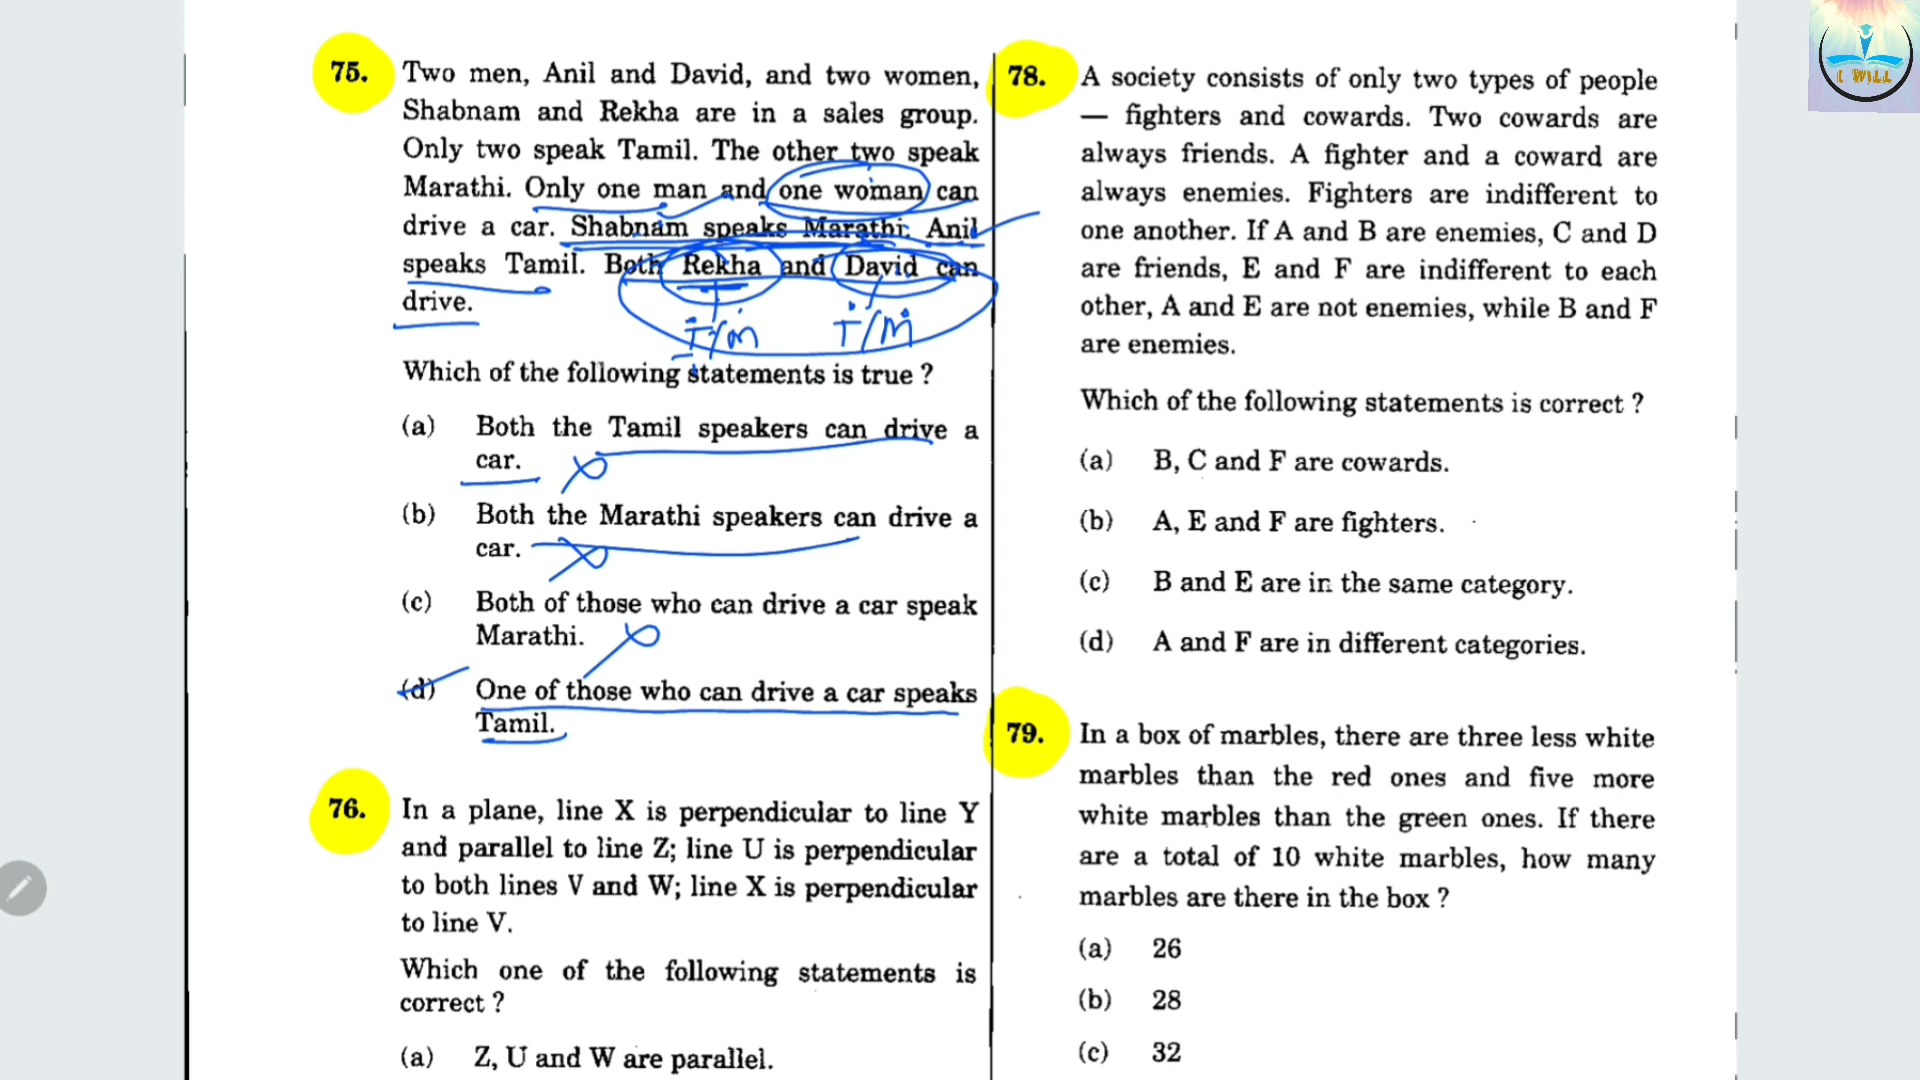 75. Two men, Anil and David, and two women,
Shabnam and Rekha are in a sales group.
Only two speak Tamil. The other two speak
Marathi. Only one man and one woman can
drive a car. Shabnam speaks Marathi. Anil
speaks Tamil. Both Rekha and David can
drive.
T/m T/M
Which of the following statements is true ?
(a) Both the Tamil speakers can drive a
car.
(b) Both the Marathi speakers can drive a
car.
(c) Both of those who can drive a car speak
Marathi.
(d) One of those who can drive a car speaks
Tamil.
76. In a plane, line X is perpendicular to line Y
and parallel to line Z; line U is perpendicular
to both lines V and W; line X is perpendicular
to line V.
Which one of the following statements is
correct ?
(a) Z, U and W are parallel.
78. A society consists of only two types of people
— fighters and cowards. Two cowards are
always friends. A fighter and a coward are
always enemies. Fighters are indifferent to
one another. If A and B are enemies, C and D
are friends, E and F are indifferent to each
other, A and E are not enemies, while B and F
are enemies.
Which of the following statements is correct ?
(a) B, C and F are cowards.
(b) A, E and F are fighters.
(c) B and E are in the same category.
(d) A and F are in different categories.
79. In a box of marbles, there are three less white
marbles than the red ones and five more
white marbles than the green ones. If there
are a total of 10 white marbles, how many
marbles are there in the box ?
(a) 26
(b) 28
(c) 32
I WILL